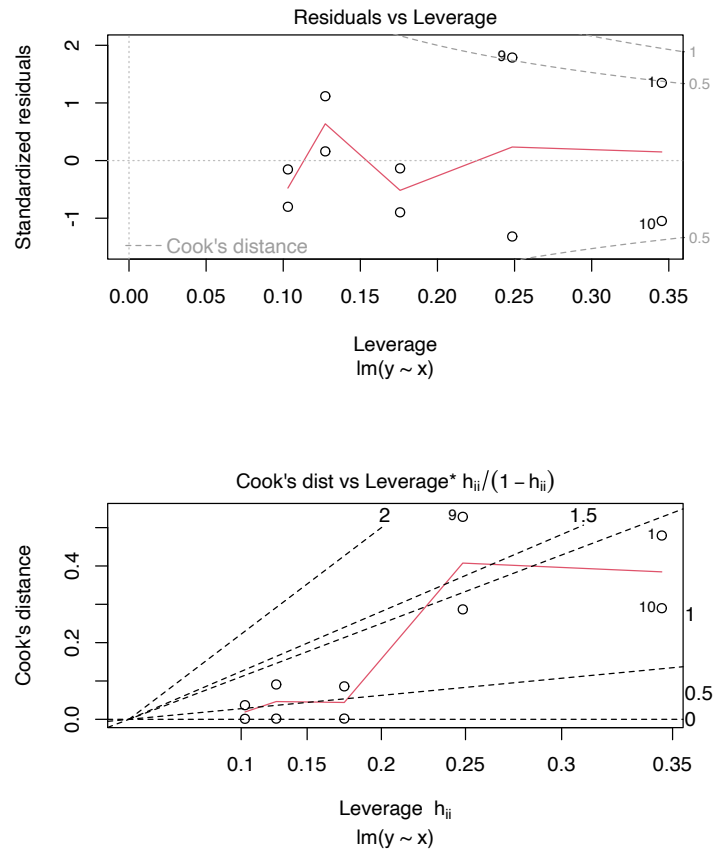 Residuals vs Leverage
Standardized residuals
2
1
0
-1
9
1
10
1
0.5
0.5
Cook's distance
0.00 0.05 0.10 0.15 0.20 0.25 0.30 0.35
Leverage
lm(y ~ x)
Cook's dist vs Leverage* hii/(1 − hii)
Cook's distance
0.4
0.2
0.0
2
9
1.5
1
10
1
0.5
0
0.1 0.15 0.2 0.25 0.3 0.35
Leverage hii
lm(y ~ x)